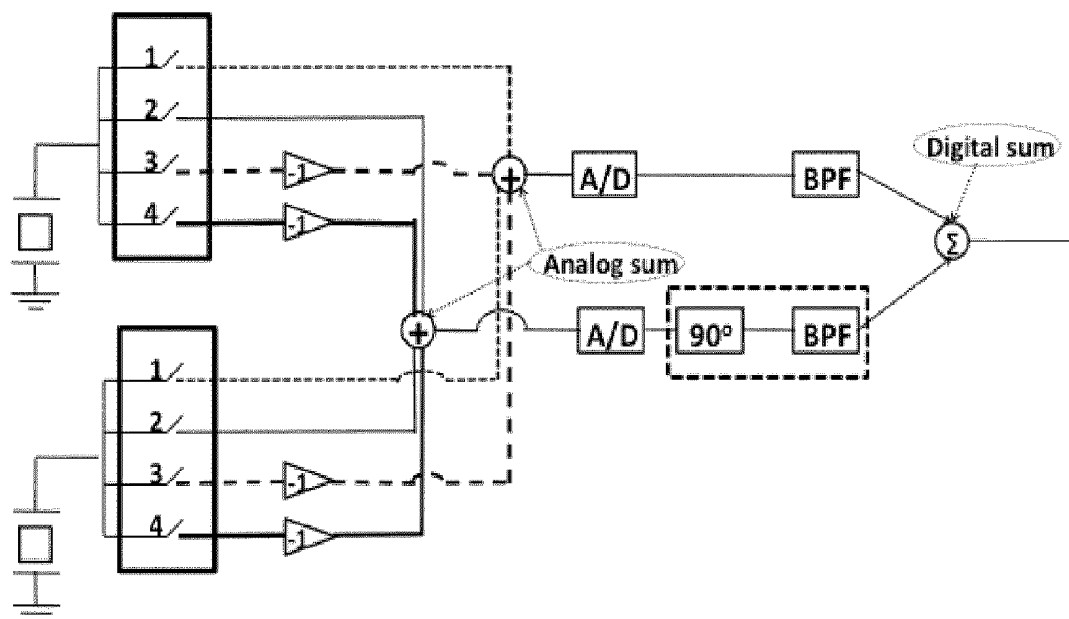 1
2
3
-1
4
-1
+
A/D
BPF
Digital sum
Σ
Analog sum
+
A/D
90°
BPF
1
2
3
-1
4
-1